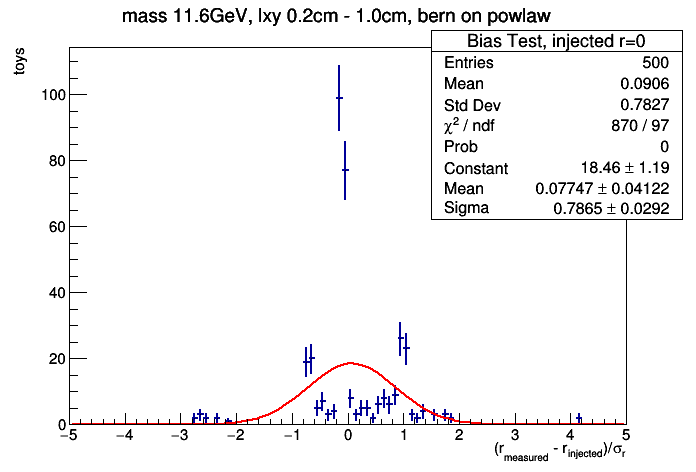 mass 11.6GeV, lxy 0.2cm - 1.0cm, bern on powlaw
Bias Test, injected r=0
Entries 500
Mean 0.0906
Std Dev 0.7827
χ² / ndf 870 / 97
Prob 0
Constant 18.46 ± 1.19
Mean 0.07747 ± 0.04122
Sigma 0.7865 ± 0.0292
toys
100
80
60
40
20
0
−5 −4 −3 −2 −1 0 1 2 3 4 5
(r_measured - r_injected)/σ_r